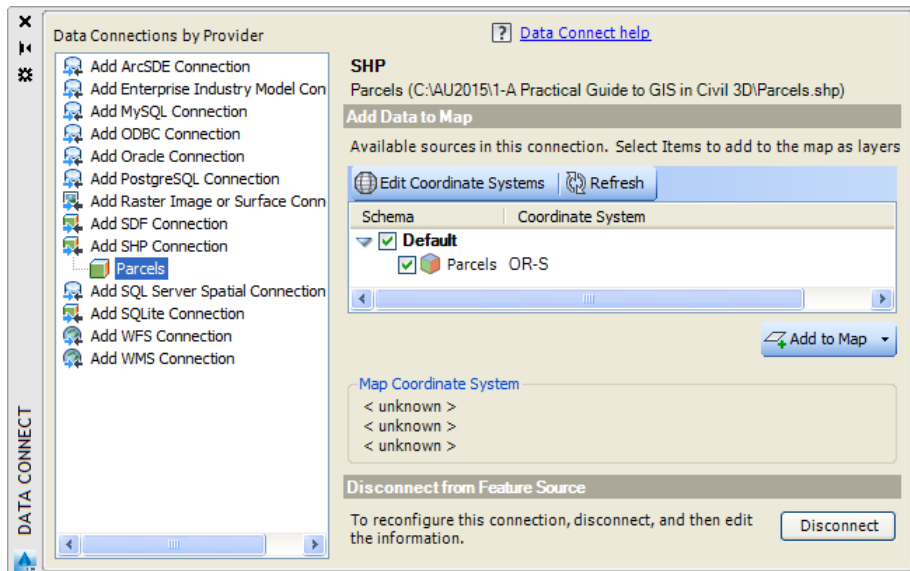 Data Connections by Provider
Add ArcSDE Connection
Add Enterprise Industry Model Con
Add MySQL Connection
Add ODBC Connection
Add Oracle Connection
Add PostgreSQL Connection
Add Raster Image or Surface Conn
Add SDF Connection
Add SHP Connection
Parcels
Add SQL Server Spatial Connection
Add SQLite Connection
Add WFS Connection
Add WMS Connection
DATA CONNECT
? Data Connect help
SHP
Parcels (C:\AU2015\1-A Practical Guide to GIS in Civil 3D\Parcels.shp)
Add Data to Map
Available sources in this connection. Select Items to add to the map as layers
Edit Coordinate Systems Refresh
Schema Coordinate System
Default
Parcels OR-S
Add to Map
Map Coordinate System
< unknown >
< unknown >
< unknown >
Disconnect from Feature Source
To reconfigure this connection, disconnect, and then edit
the information.
Disconnect